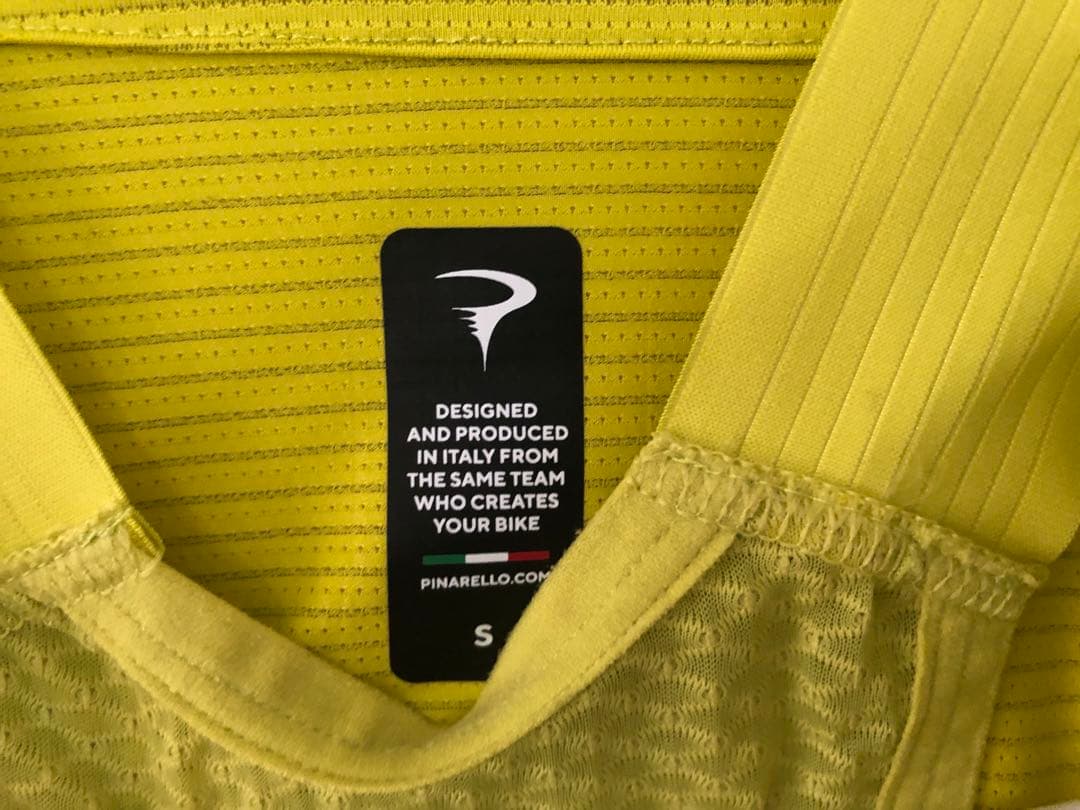 DESIGNED
AND PRODUCED
IN ITALY FROM
THE SAME TEAM
WHO CREATES
YOUR BIKE
PINARELLO.COM
S